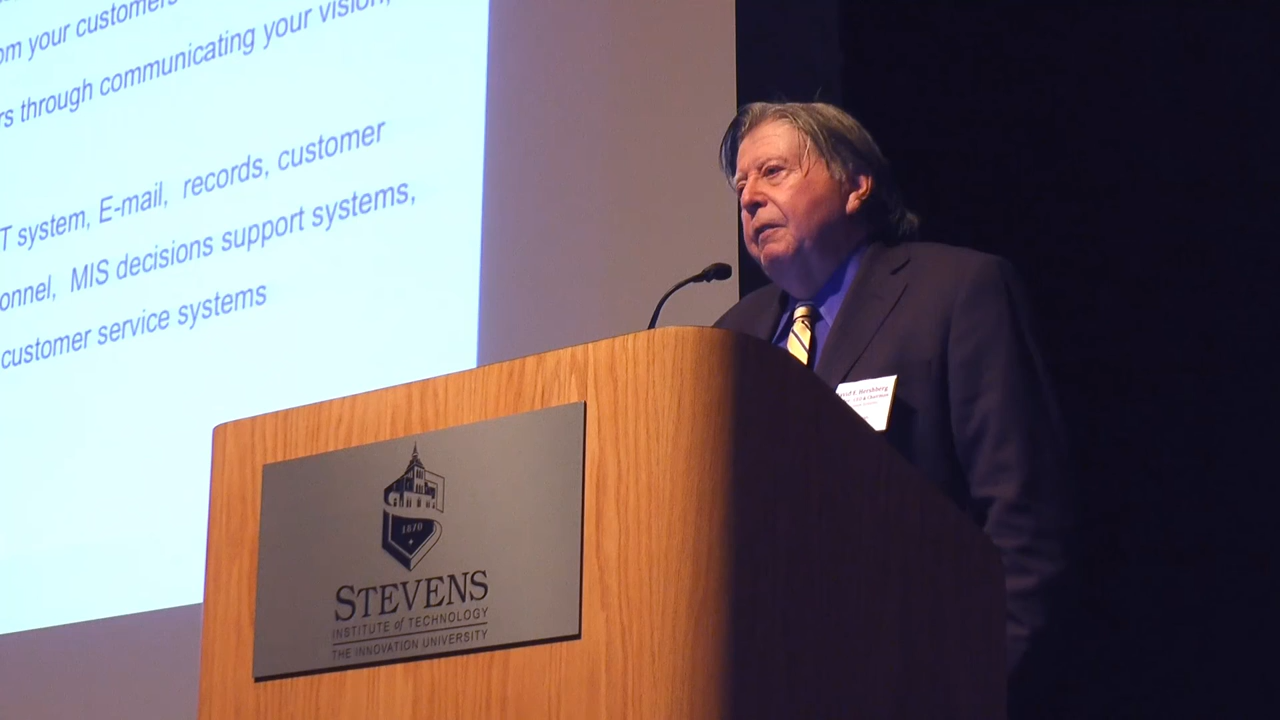 om your customers
rs through communicating your vision,
T system, E-mail, records, customer
onnel, MIS decisions support systems,
customer service systems
Hershberg
1870
STEVENS
INSTITUTE of TECHNOLOGY
THE INNOVATION UNIVERSITY